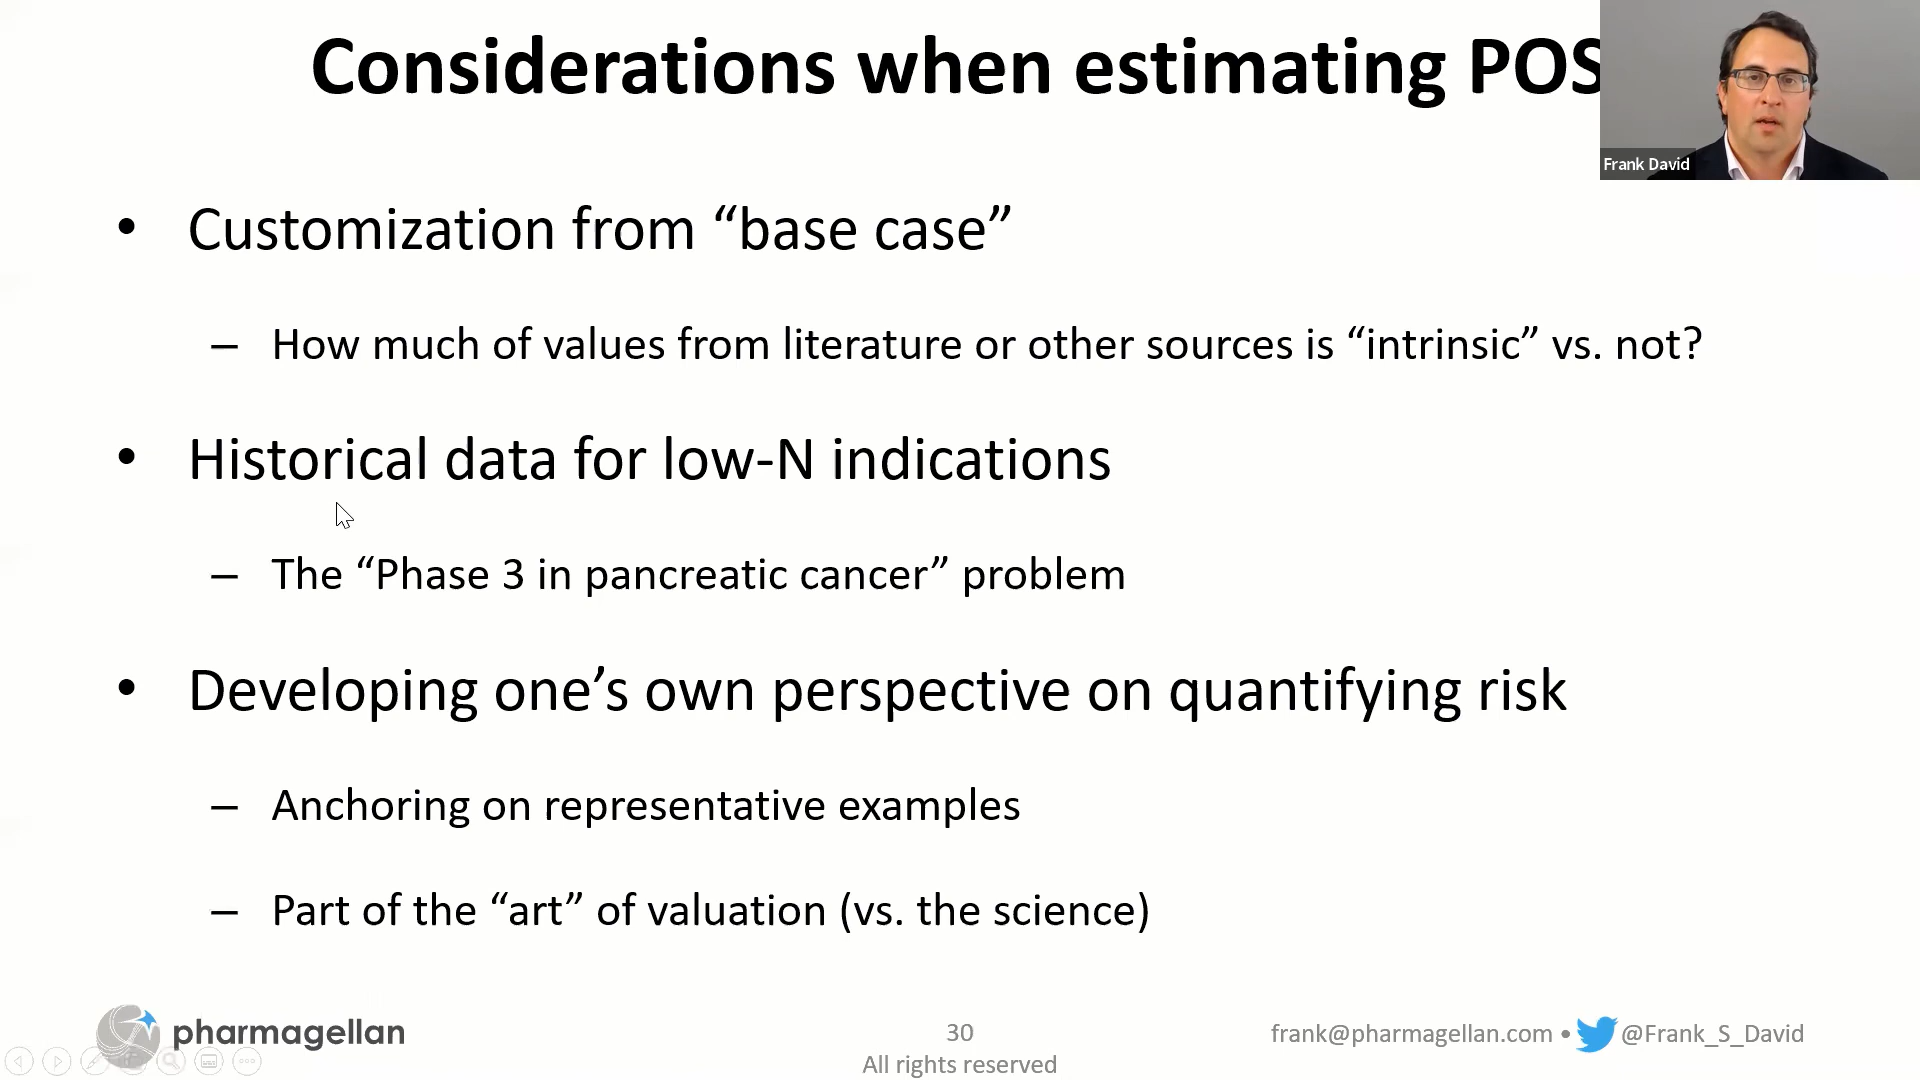 Considerations when estimating POS
Frank David
• Customization from “base case”
– How much of values from literature or other sources is “intrinsic” vs. not?
• Historical data for low-N indications
– The “Phase 3 in pancreatic cancer” problem
• Developing one’s own perspective on quantifying risk
– Anchoring on representative examples
– Part of the “art” of valuation (vs. the science)
pharmagellan
30
All rights reserved
frank@pharmagellan.com • @Frank_S_David